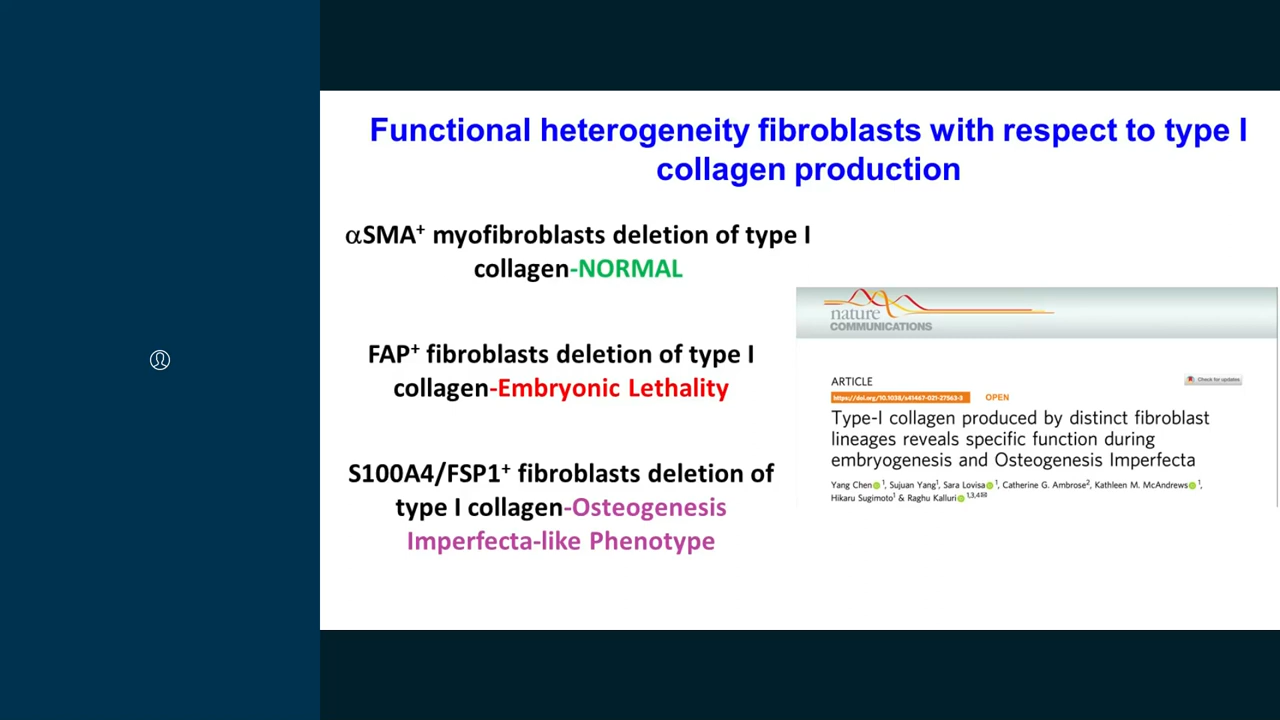 Functional heterogeneity fibroblasts with respect to type I
collagen production
αSMA⁺ myofibroblasts deletion of type I
collagen-NORMAL
FAP⁺ fibroblasts deletion of type I
collagen-Embryonic Lethality
S100A4/FSP1⁺ fibroblasts deletion of
type I collagen-Osteogenesis
Imperfecta-like Phenotype
nature
COMMUNICATIONS
ARTICLE
Check for updates
https://doi.org/10.1038/s41467-021-27563-3
OPEN
Type-I collagen produced by distinct fibroblast
lineages reveals specific function during
embryogenesis and Osteogenesis Imperfecta
Yang Chen ¹, Sujuan Yang¹, Sara Lovisa ¹, Catherine G. Ambrose², Kathleen M. McAndrews ¹,
Hikaru Sugimoto¹ & Raghu Kalluri ¹,³,⁴✉